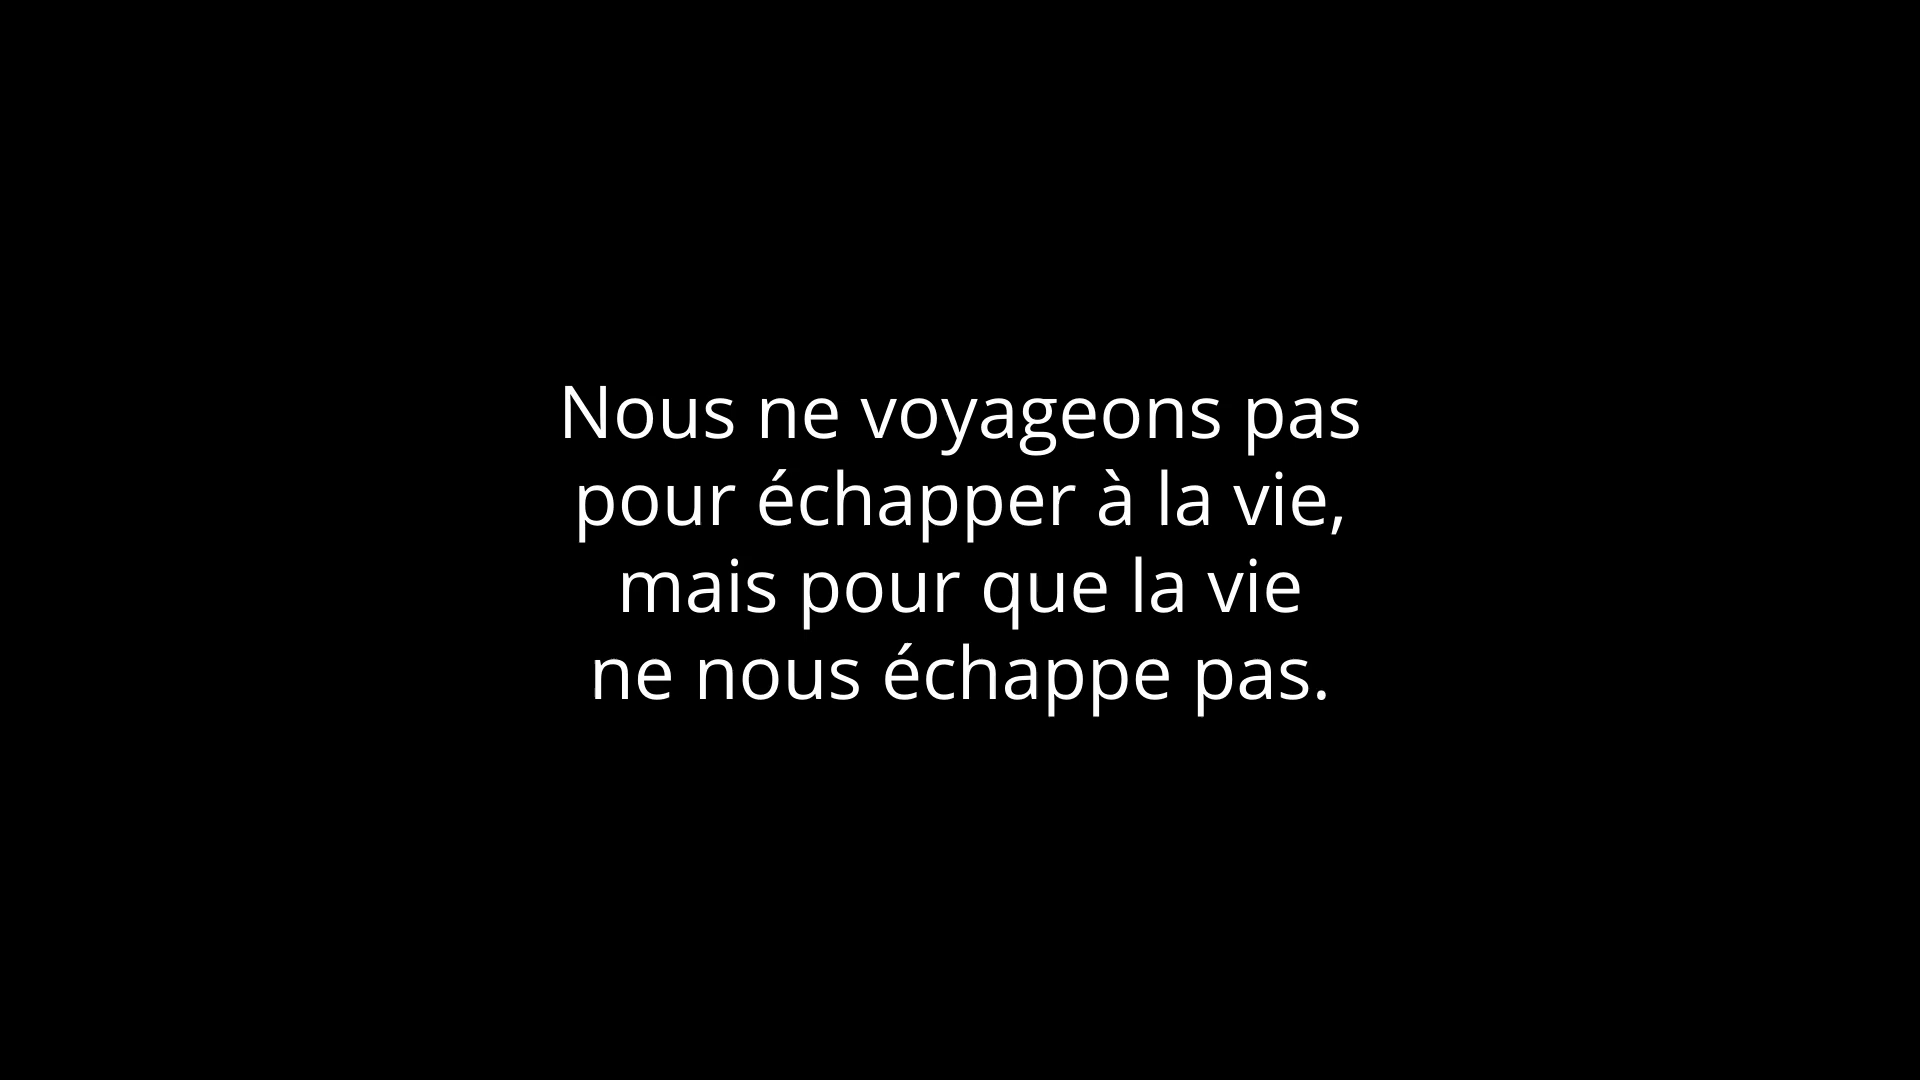 Nous ne voyageons pas
pour échapper à la vie,
mais pour que la vie
ne nous échappe pas.